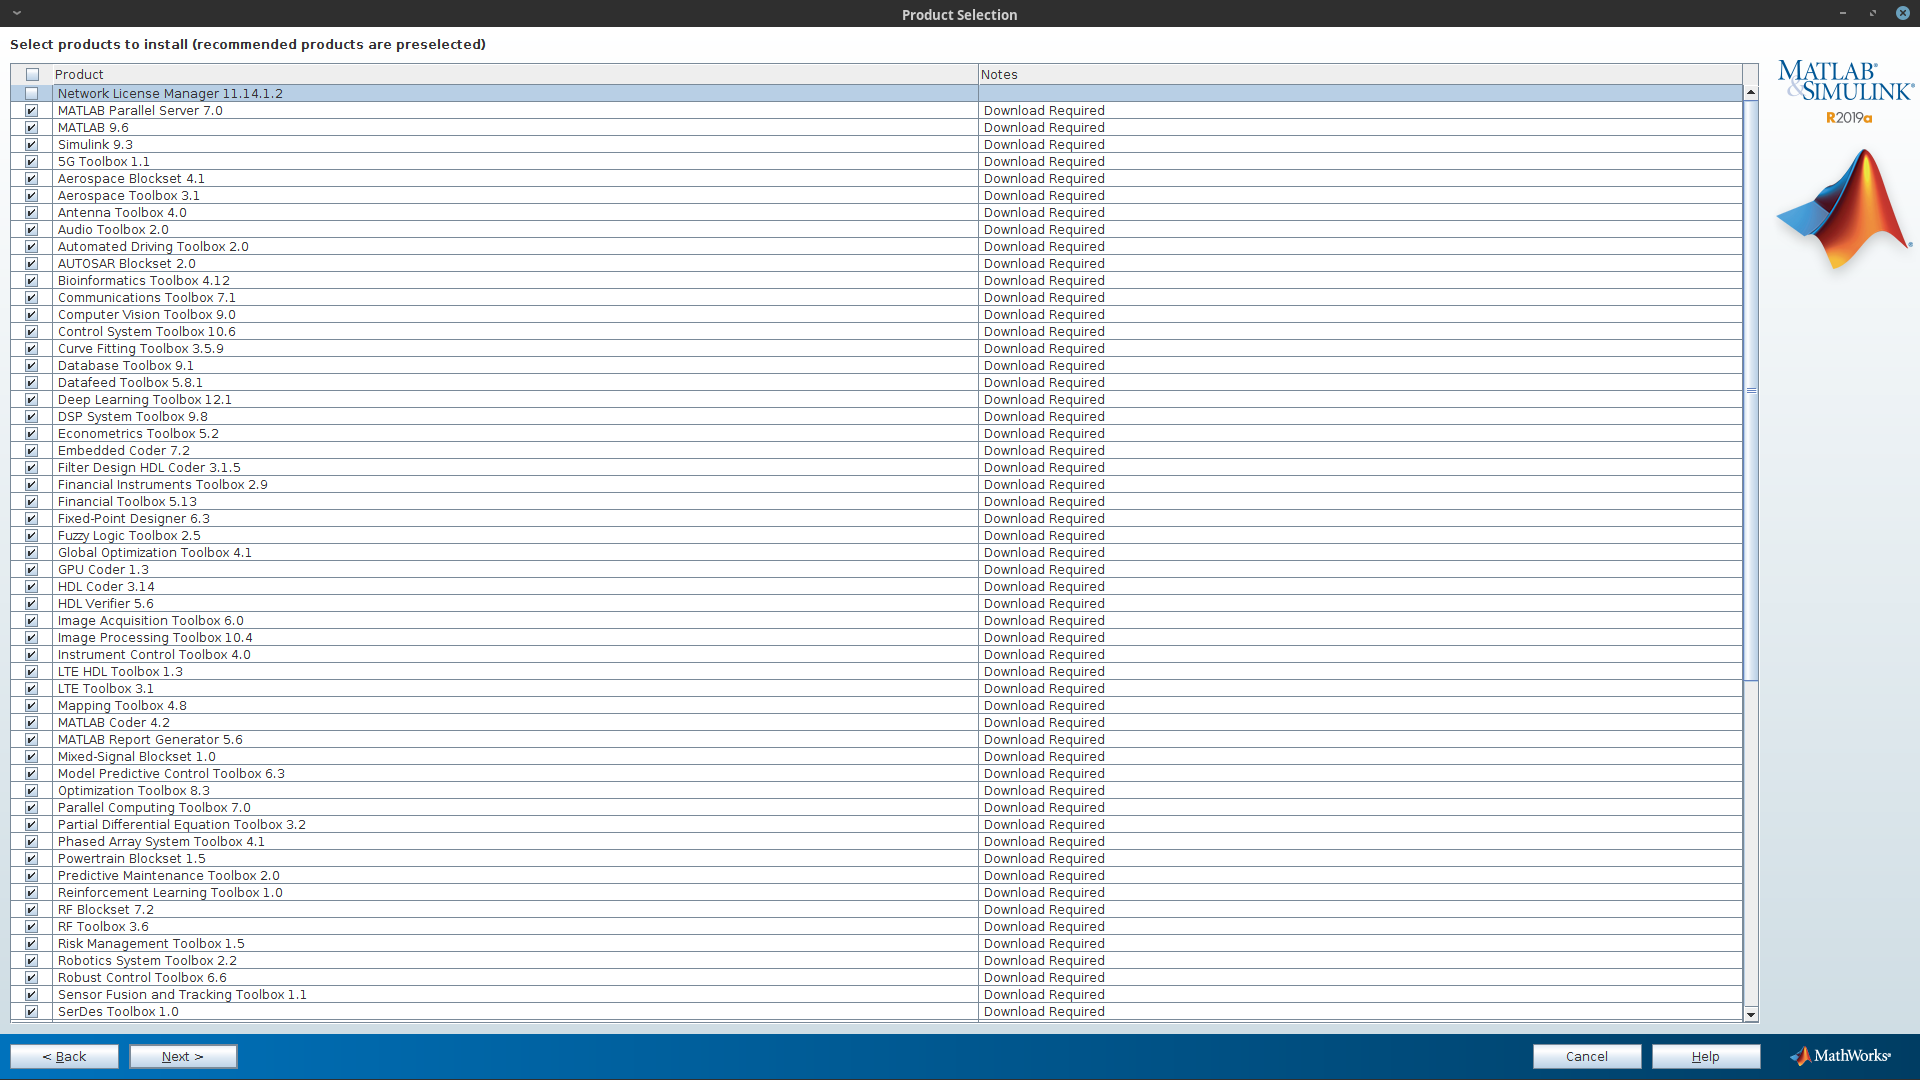 Product Selection
Select products to install (recommended products are preselected)
Product Notes
Network License Manager 11.14.1.2
MATLAB Parallel Server 7.0 Download Required
MATLAB 9.6 Download Required
Simulink 9.3 Download Required
5G Toolbox 1.1 Download Required
Aerospace Blockset 4.1 Download Required
Aerospace Toolbox 3.1 Download Required
Antenna Toolbox 4.0 Download Required
Audio Toolbox 2.0 Download Required
Automated Driving Toolbox 2.0 Download Required
AUTOSAR Blockset 2.0 Download Required
Bioinformatics Toolbox 4.12 Download Required
Communications Toolbox 7.1 Download Required
Computer Vision Toolbox 9.0 Download Required
Control System Toolbox 10.6 Download Required
Curve Fitting Toolbox 3.5.9 Download Required
Database Toolbox 9.1 Download Required
Datafeed Toolbox 5.8.1 Download Required
Deep Learning Toolbox 12.1 Download Required
DSP System Toolbox 9.8 Download Required
Econometrics Toolbox 5.2 Download Required
Embedded Coder 7.2 Download Required
Filter Design HDL Coder 3.1.5 Download Required
Financial Instruments Toolbox 2.9 Download Required
Financial Toolbox 5.13 Download Required
Fixed-Point Designer 6.3 Download Required
Fuzzy Logic Toolbox 2.5 Download Required
Global Optimization Toolbox 4.1 Download Required
GPU Coder 1.3 Download Required
HDL Coder 3.14 Download Required
HDL Verifier 5.6 Download Required
Image Acquisition Toolbox 6.0 Download Required
Image Processing Toolbox 10.4 Download Required
Instrument Control Toolbox 4.0 Download Required
LTE HDL Toolbox 1.3 Download Required
LTE Toolbox 3.1 Download Required
Mapping Toolbox 4.8 Download Required
MATLAB Coder 4.2 Download Required
MATLAB Report Generator 5.6 Download Required
Mixed-Signal Blockset 1.0 Download Required
Model Predictive Control Toolbox 6.3 Download Required
Optimization Toolbox 8.3 Download Required
Parallel Computing Toolbox 7.0 Download Required
Partial Differential Equation Toolbox 3.2 Download Required
Phased Array System Toolbox 4.1 Download Required
Powertrain Blockset 1.5 Download Required
Predictive Maintenance Toolbox 2.0 Download Required
Reinforcement Learning Toolbox 1.0 Download Required
RF Blockset 7.2 Download Required
RF Toolbox 3.6 Download Required
Risk Management Toolbox 1.5 Download Required
Robotics System Toolbox 2.2 Download Required
Robust Control Toolbox 6.6 Download Required
Sensor Fusion and Tracking Toolbox 1.1 Download Required
SerDes Toolbox 1.0 Download Required
MATLAB®
&SIMULINK®
R2019a
< Back Next > Cancel Help MathWorks®